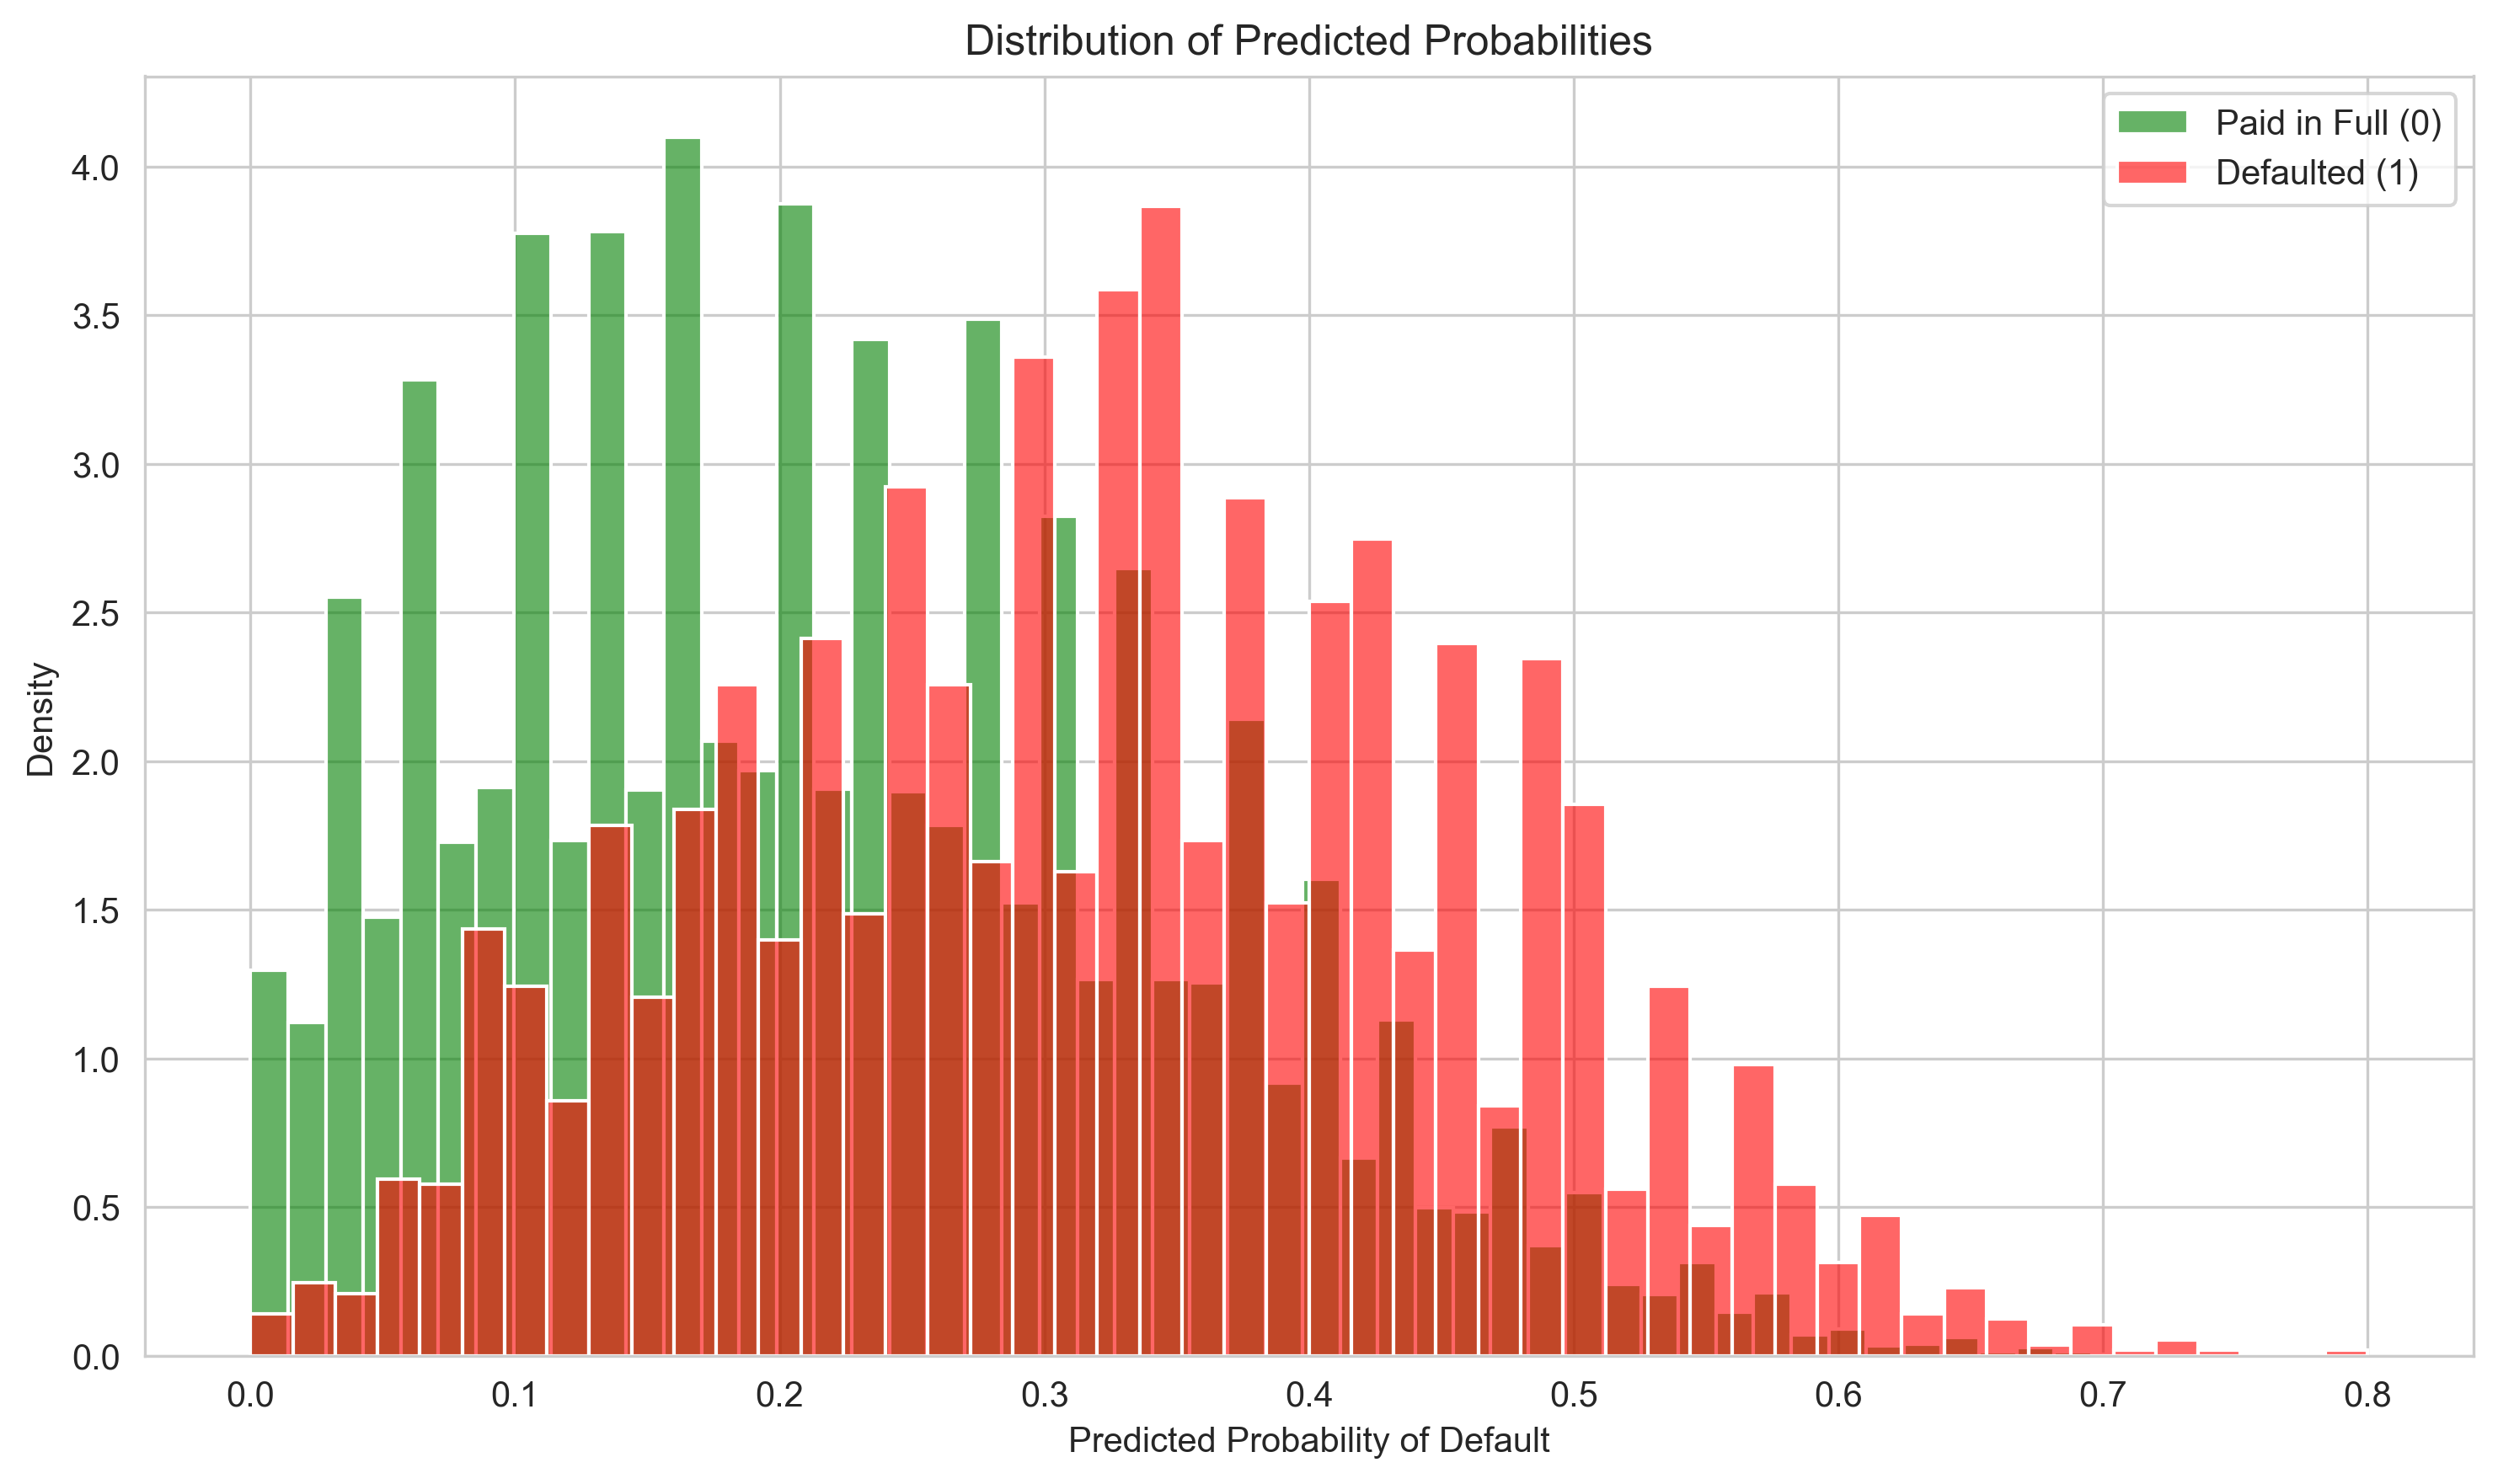 Distribution of Predicted Probabilities
Paid in Full (0)
Defaulted (1)
Density
4.0
3.5
3.0
2.5
2.0
1.5
1.0
0.5
0.0
0.0 0.1 0.2 0.3 0.4 0.5 0.6 0.7 0.8
Predicted Probability of Default